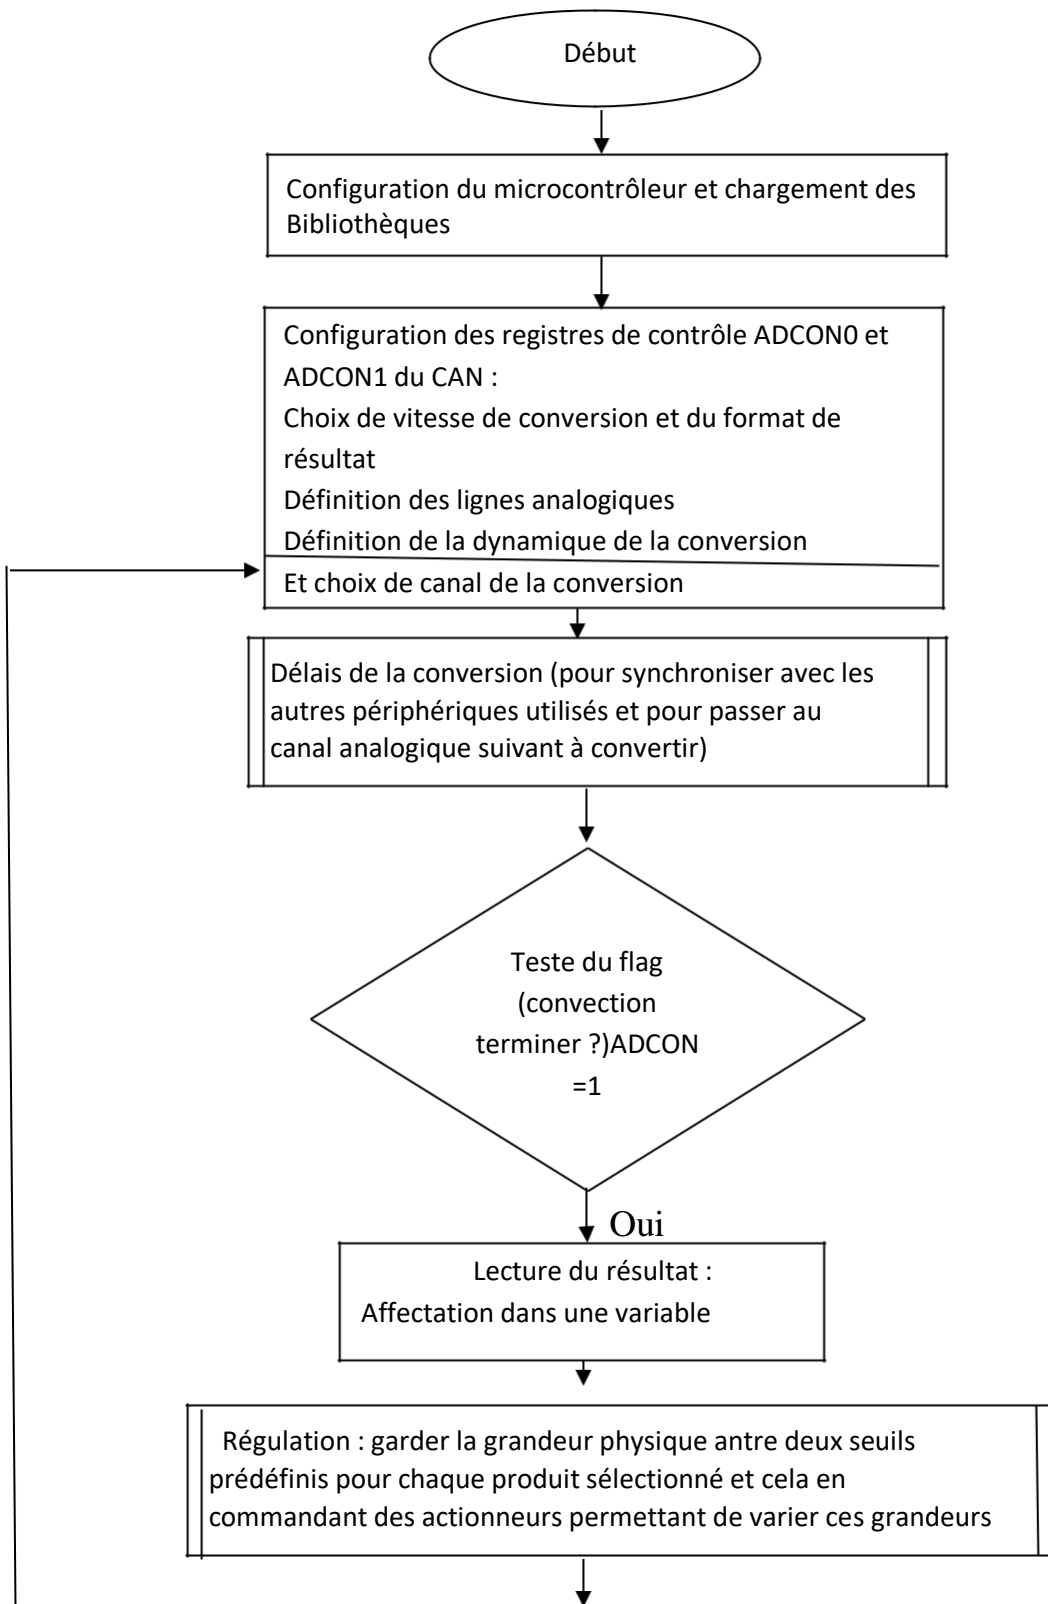 Début
Configuration du microcontrôleur et chargement des
Bibliothèques
Configuration des registres de contrôle ADCON0 et
ADCON1 du CAN :
Choix de vitesse de conversion et du format de
résultat
Définition des lignes analogiques
Définition de la dynamique de la conversion
Et choix de canal de la conversion
Délais de la conversion (pour synchroniser avec les
autres périphériques utilisés et pour passer au
canal analogique suivant à convertir)
Teste du flag
(convection
terminer ?)ADCON
=1
Oui
Lecture du résultat :
Affectation dans une variable
Régulation : garder la grandeur physique antre deux seuils
prédéfinis pour chaque produit sélectionné et cela en
commandant des actionneurs permettant de varier ces grandeurs